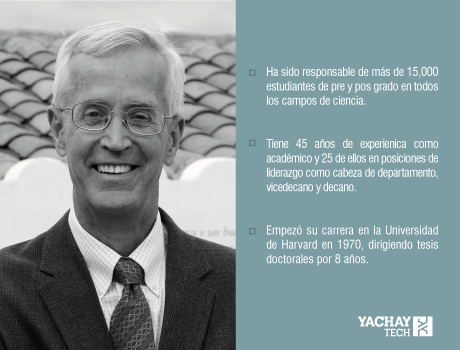 Ha sido responsable de más de 15,000
estudiantes de pre y pos grado en todos
los campos de ciencia.
Tiene 45 años de experienica como
académico y 25 de ellos en posiciones de
liderazgo como cabeza de departamento,
vicedecano y decano.
Empezó su carrera en la Universidad
de Harvard en 1970, dirigiendo tesis
doctorales por 8 años.
YACHAY
TECH